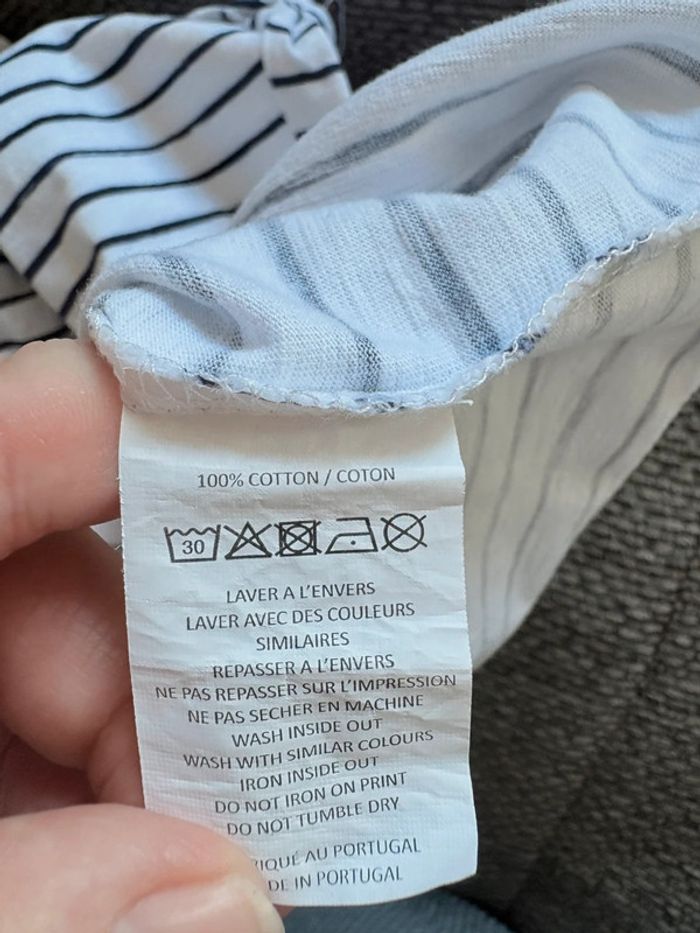 100% COTTON / COTON
30
LAVER A L'ENVERS
LAVER AVEC DES COULEURS
SIMILAIRES
REPASSER A L'ENVERS
NE PAS REPASSER SUR L'IMPRESSION
NE PAS SECHER EN MACHINE
WASH INSIDE OUT
WASH WITH SIMILAR COLOURS
IRON INSIDE OUT
DO NOT IRON ON PRINT
DO NOT TUMBLE DRY
RIQUÉ AU PORTUGAL
DE IN PORTUGAL